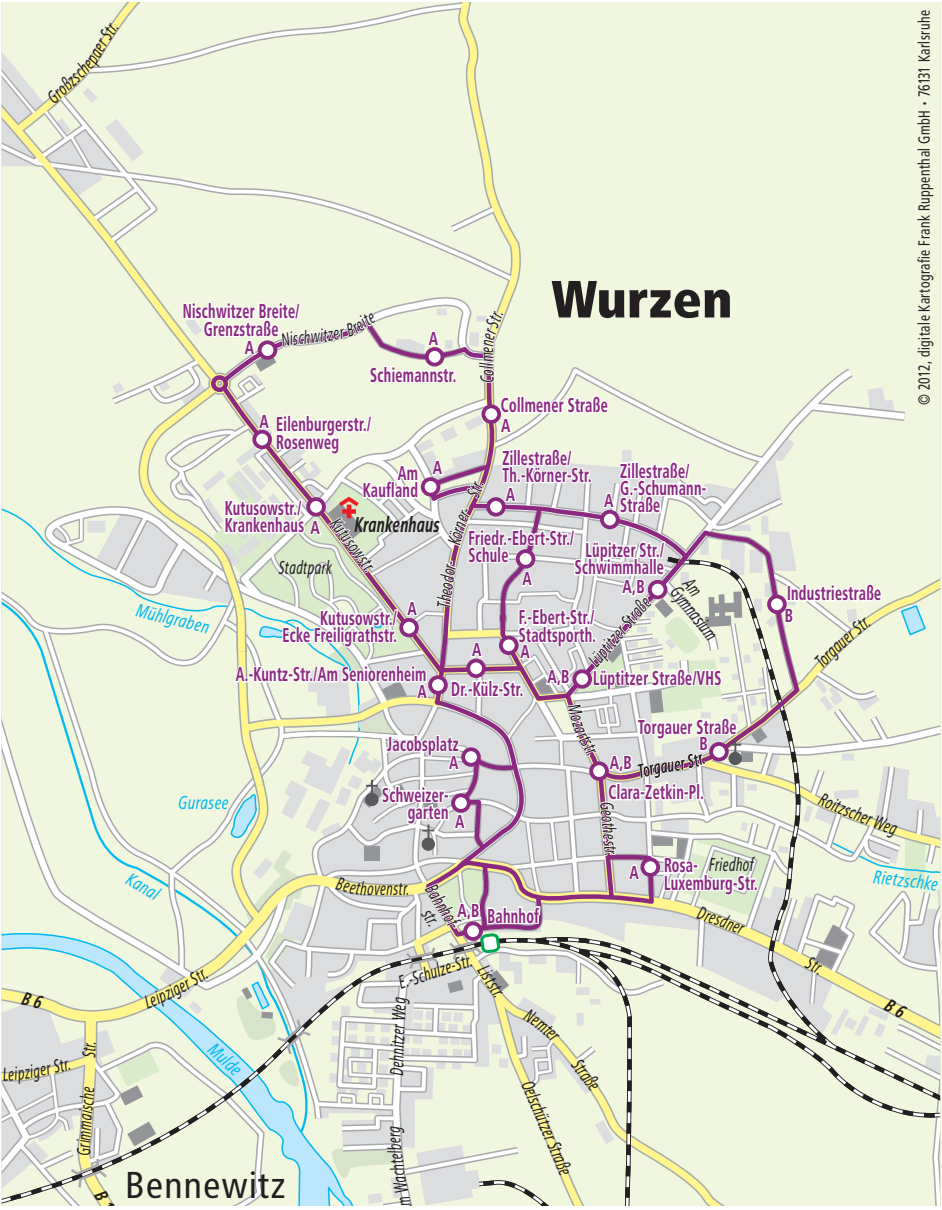 Großzschepaer Str.
© 2012, digitale Kartografie Frank Ruppenthal GmbH • 76131 Karlsruhe
Wurzen
Nischwitzer Breite/
Grenzstraße
A
Nischwitzer Breite
A
Schiemannstr.
Collmener Str.
Collmener Straße
A
A
Eilenburgerstr./
Rosenweg
Am
Kaufland
A
Zillestraße/
Th.-Körner-Str.
A
Zillestraße/
G.-Schumann-
Straße
A
Kutusowstr./
Krankenhaus
A
Krankenhaus
Kutusowstr.
Stadtpark
Theodor-Körner-Str.
Friedr.-Ebert-Str./
Schule
A
Lüpitzer Str./
Schwimmhalle
A,B
Am
Gymnasium
Industriestraße
B
Mühlgraben
Kutusowstr./
Ecke Freiligrathstr.
A
F.-Ebert-Str./
Stadtsporth.
A
Lüptitzer Straße
Torgauer Str.
A.-Kuntz-Str./Am Seniorenheim
A
A
Dr.-Külz-Str.
A,B
Lüptitzer Straße/VHS
Mozartstr.
Torgauer Straße
B
Jacobsplatz
A
A,B
Torgauer Str.
Clara-Zetkin-Pl.
Schweizer-
garten
A
Gurasee
Goethestr.
Roitzscher Weg
Rietzschke
Kanal
Beethovenstr.
A
Rosa-
Luxemburg-Str.
Friedhof
Bahnhof
str.
A,B
Bahnhof
Dresdner
Str.
B 6
E.-Schulze-Str.
Liststr.
Leipziger Str.
B 6
Dehnitzer Weg
Nemter
Straße
Mulde
Leipziger Str.
Grimmaische
Str.
Oelschützer Straße
m Wachtelberg
Bennewitz
B